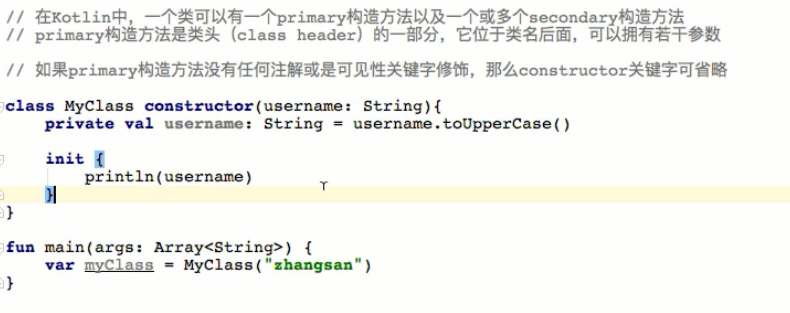 // 在Kotlin中，一个类可以有一个primary构造方法以及一个或多个secondary构造方法
// primary构造方法是类头（class header）的一部分，它位于类名后面，可以拥有若干参数
// 如果primary构造方法没有任何注解或是可见性关键字修饰，那么constructor关键字可省略
class MyClass constructor(username: String){
    private val username: String = username.toUpperCase()
    init {
        println(username)
    }
}
fun main(args: Array<String>) {
    var myClass = MyClass("zhangsan")
}